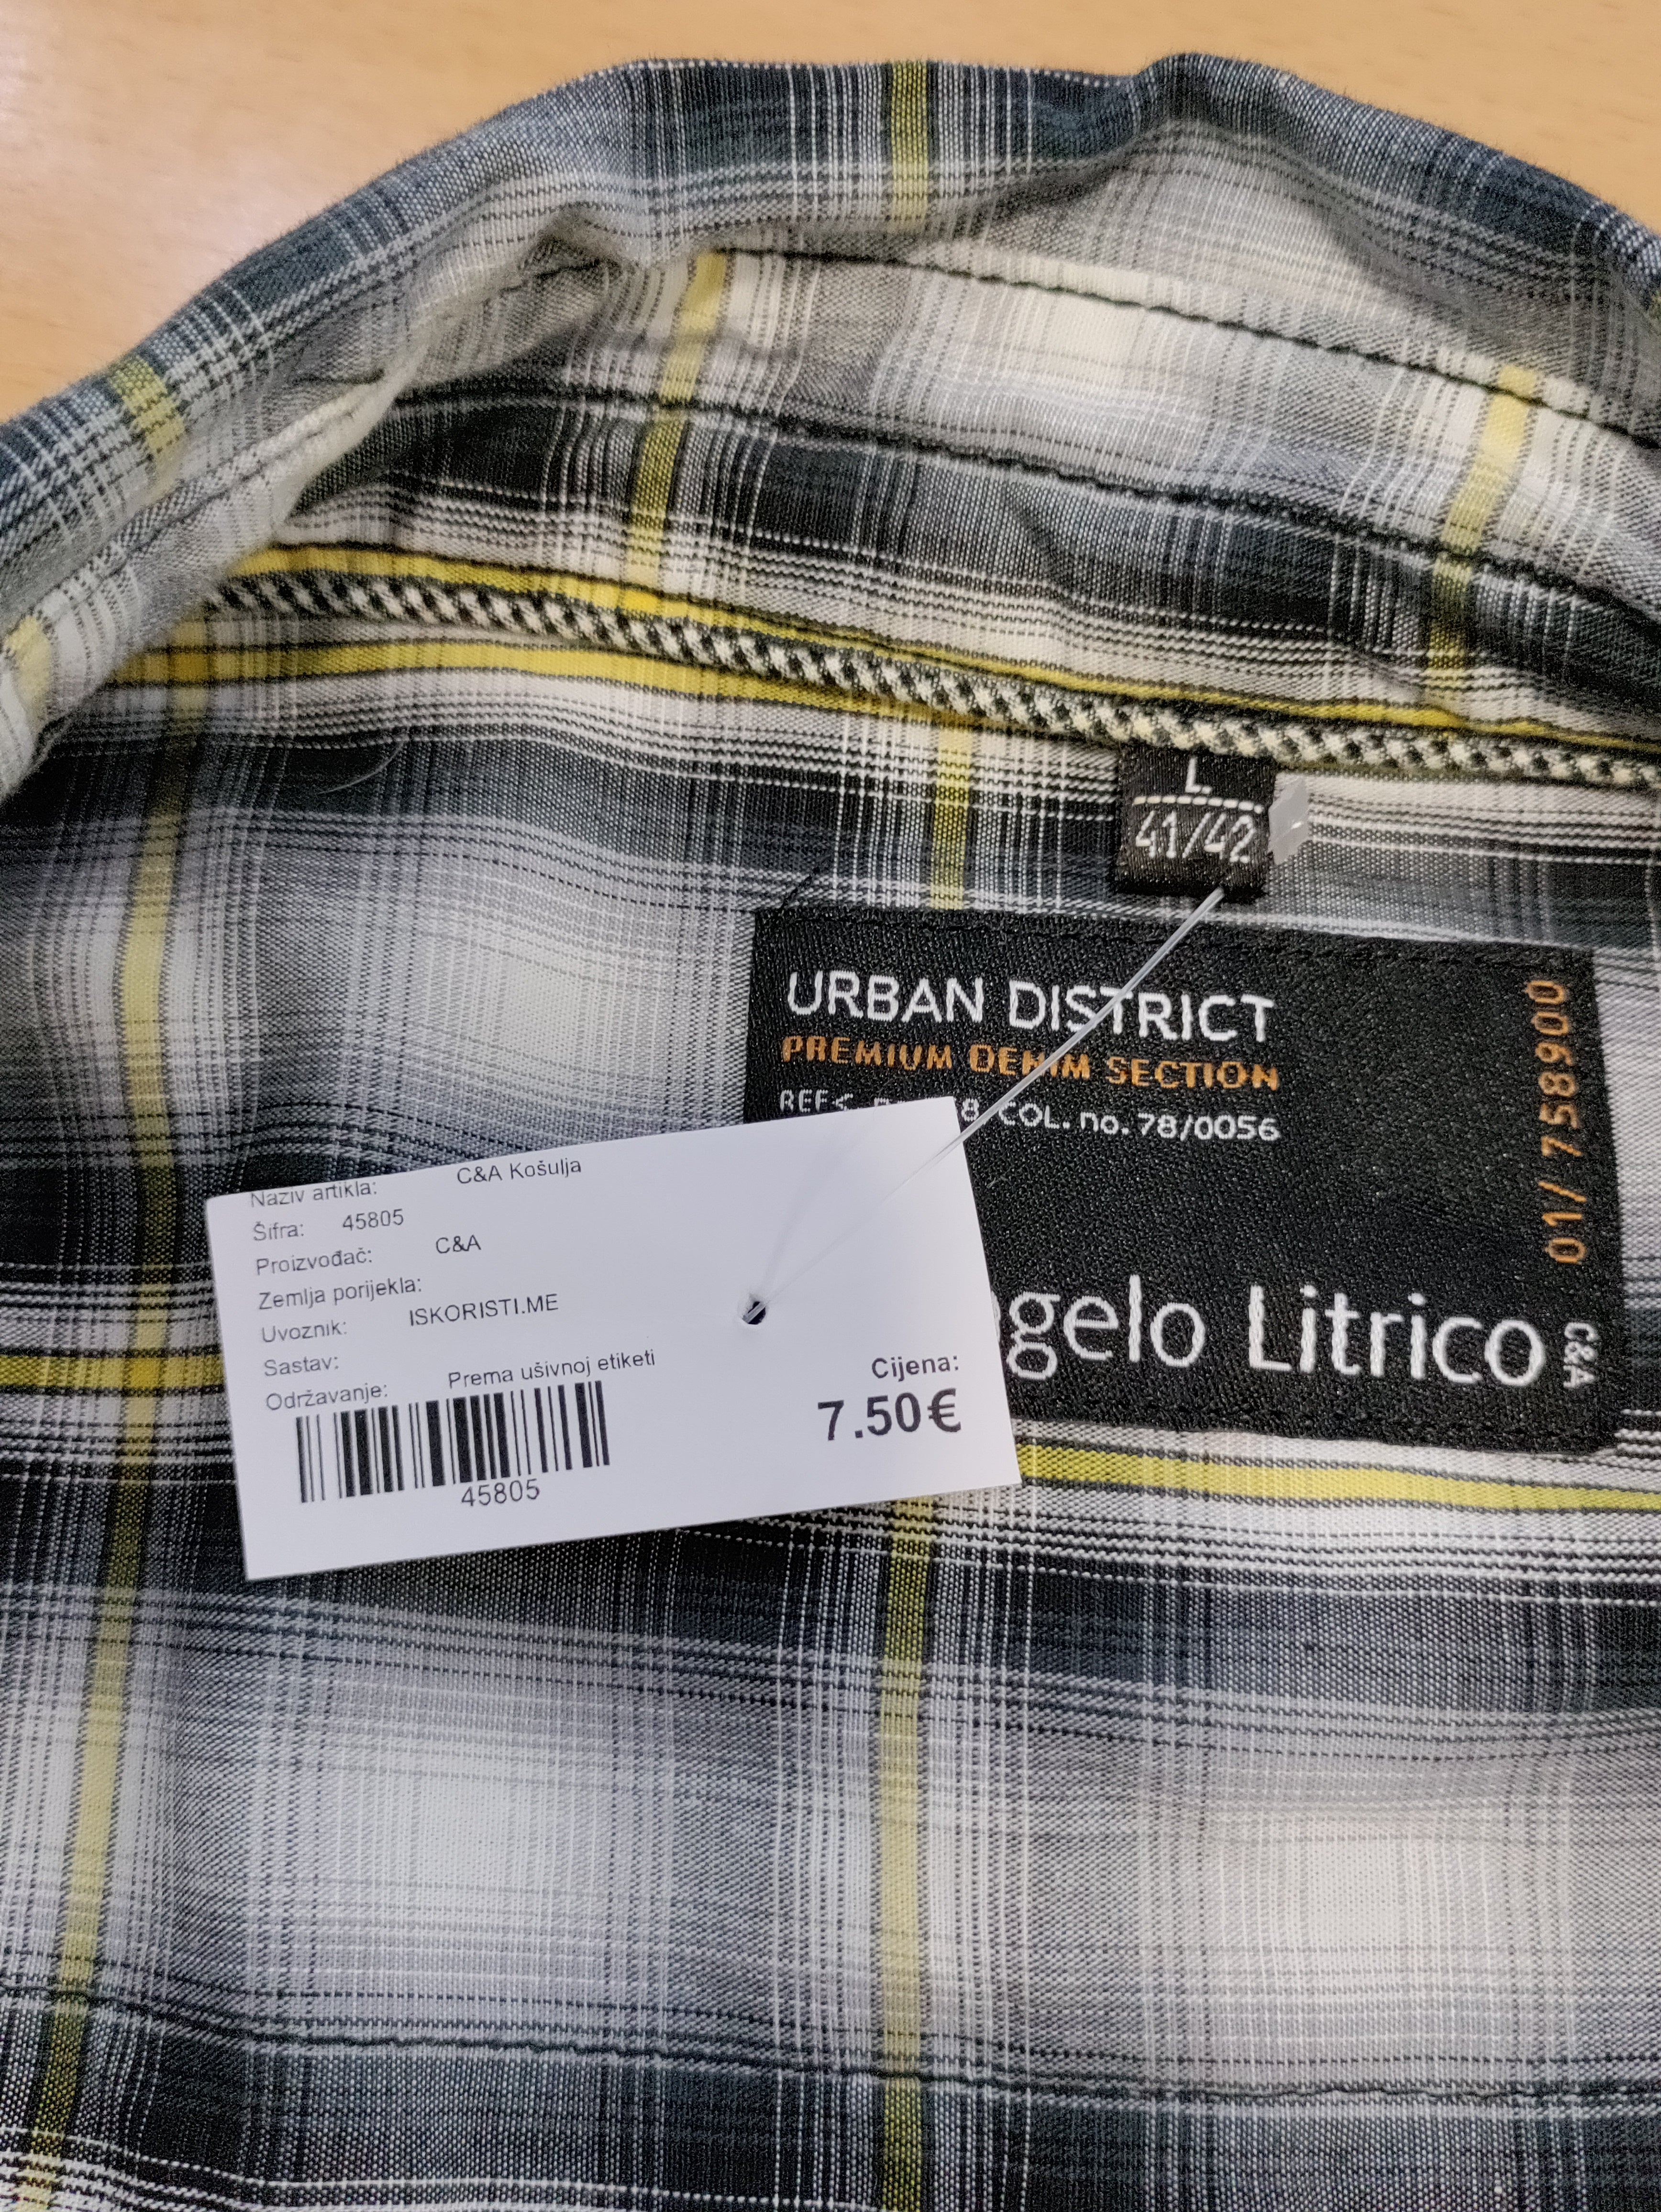 L
41/42
URBAN DISTRICT
PREMIUM DENIM SECTION
COL. no. 78/0056
01/ 758900
gelo Litrico
C&A
Naziv artikla: C&A Košulja
Šifra: 45805
Proizvođač: C&A
Zemlja porijekla:
Uvoznik: ISKORISTI.ME
Sastav:
Održavanje: Prema ušivnoj etiketi
Cijena:
7.50€
45805